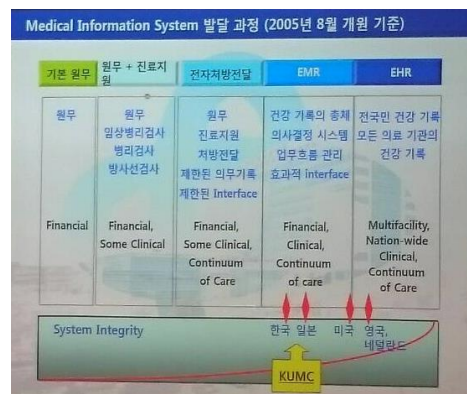 Medical Information System 발달 과정 (2005년 8월 개원 기준)
기본 원무
원무 + 진료지
원
전자처방전달
EMR
EHR
원무
원무
임상병리검사
병리검사
방사선검사
원무
진료지원
처방전달
제한된 의무기록
제한된 Interface
건강 기록의 총체
의사결정 시스템
업무흐름 관리
효과적 interface
전국민 건강 기록
모든 의료 기관의
건강 기록
Financial
Financial,
Some Clinical
Financial,
Some Clinical,
Continuum
of Care
Financial,
Clinical,
Continuum
of care
Multifacility,
Nation-wide
Clinical,
Continuum
of Care
System Integrity
한국 일본 미국 영국,
네덜란드
KUMC